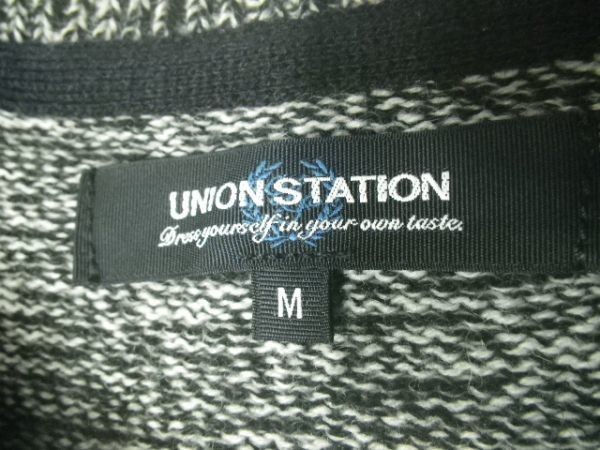 UNION STATION
Dress yourself in your own taste.
M